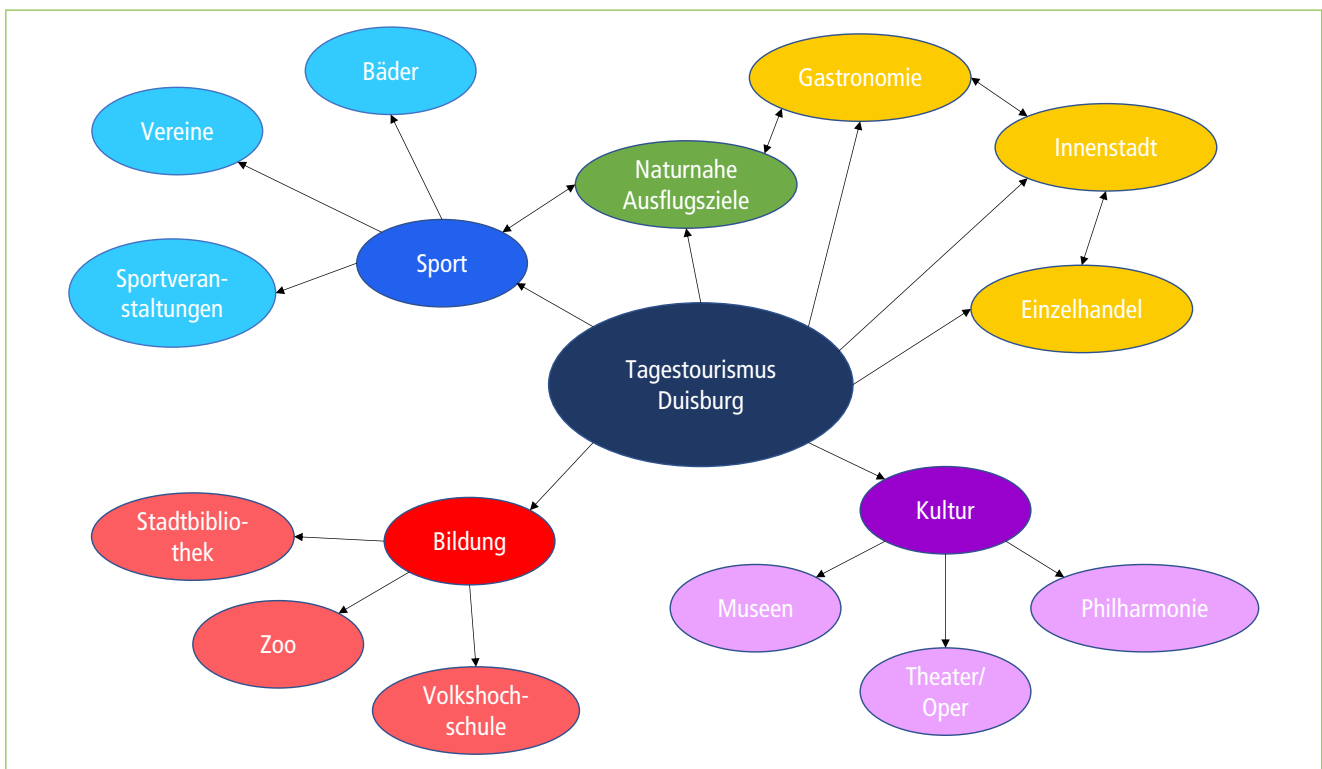 Bäder
Gastronomie
Vereine
Innenstadt
Naturnahe
Ausflugsziele
Sport
Sportveran-
staltungen
Einzelhandel
Tagestourismus
Duisburg
Kultur
Stadtbiblio-
thek
Bildung
Museen
Philharmonie
Zoo
Theater/
Oper
Volkshoch-
schule